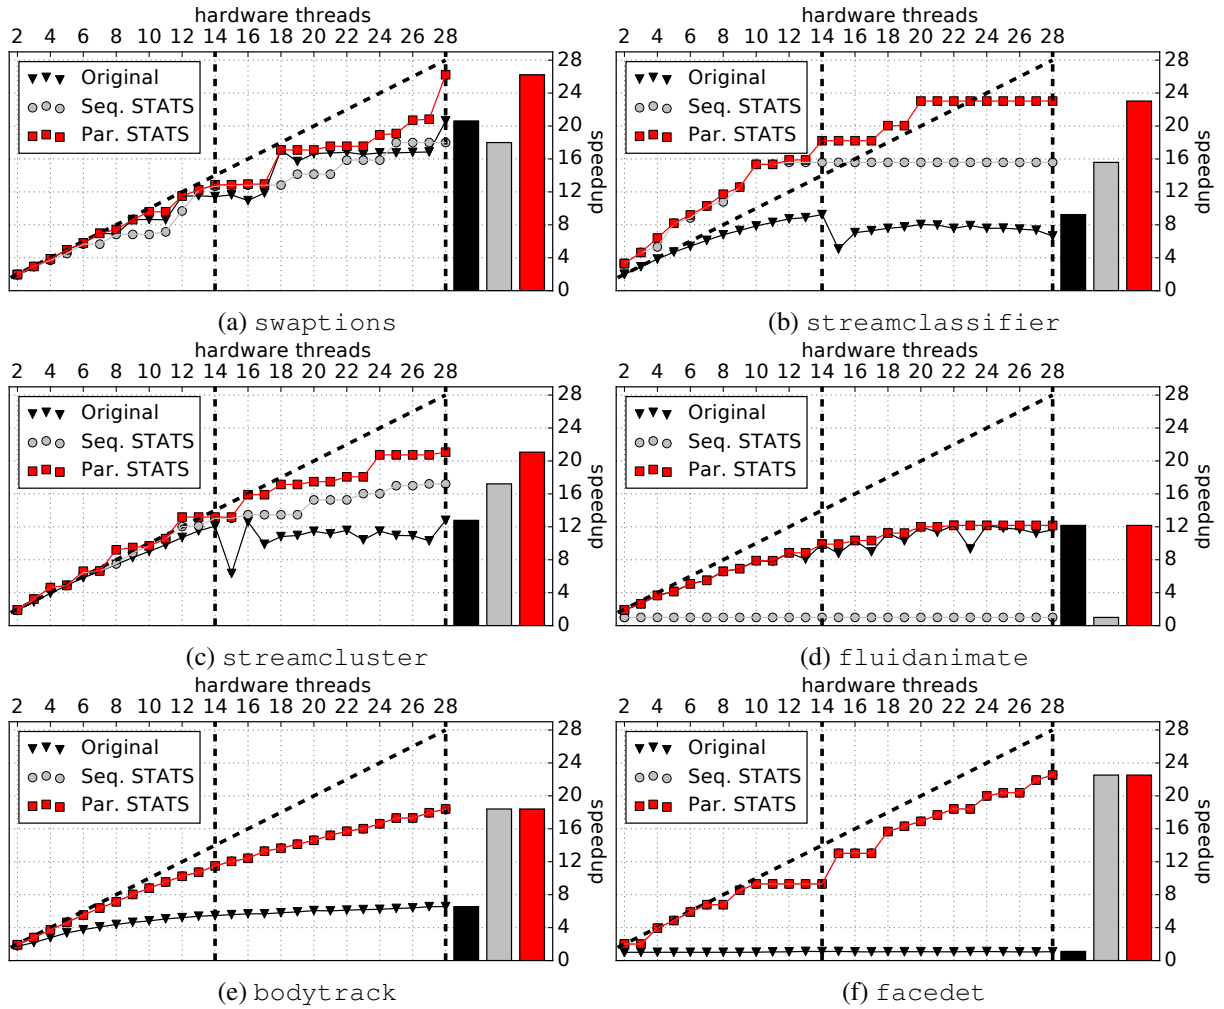 hardware threads
2 4 6 8 10 12 14 16 18 20 22 24 26 28
Original
Seq. STATS
Par. STATS
28
24
20
16
12
8
4
0
speedup
(a) swaptions
hardware threads
2 4 6 8 10 12 14 16 18 20 22 24 26 28
Original
Seq. STATS
Par. STATS
28
24
20
16
12
8
4
0
speedup
(b) streamclassifier
hardware threads
2 4 6 8 10 12 14 16 18 20 22 24 26 28
Original
Seq. STATS
Par. STATS
28
24
20
16
12
8
4
0
speedup
(c) streamcluster
hardware threads
2 4 6 8 10 12 14 16 18 20 22 24 26 28
Original
Seq. STATS
Par. STATS
28
24
20
16
12
8
4
0
speedup
(d) fluidanimate
hardware threads
2 4 6 8 10 12 14 16 18 20 22 24 26 28
Original
Seq. STATS
Par. STATS
28
24
20
16
12
8
4
0
speedup
(e) bodytrack
hardware threads
2 4 6 8 10 12 14 16 18 20 22 24 26 28
Original
Seq. STATS
Par. STATS
28
24
20
16
12
8
4
0
speedup
(f) facedet